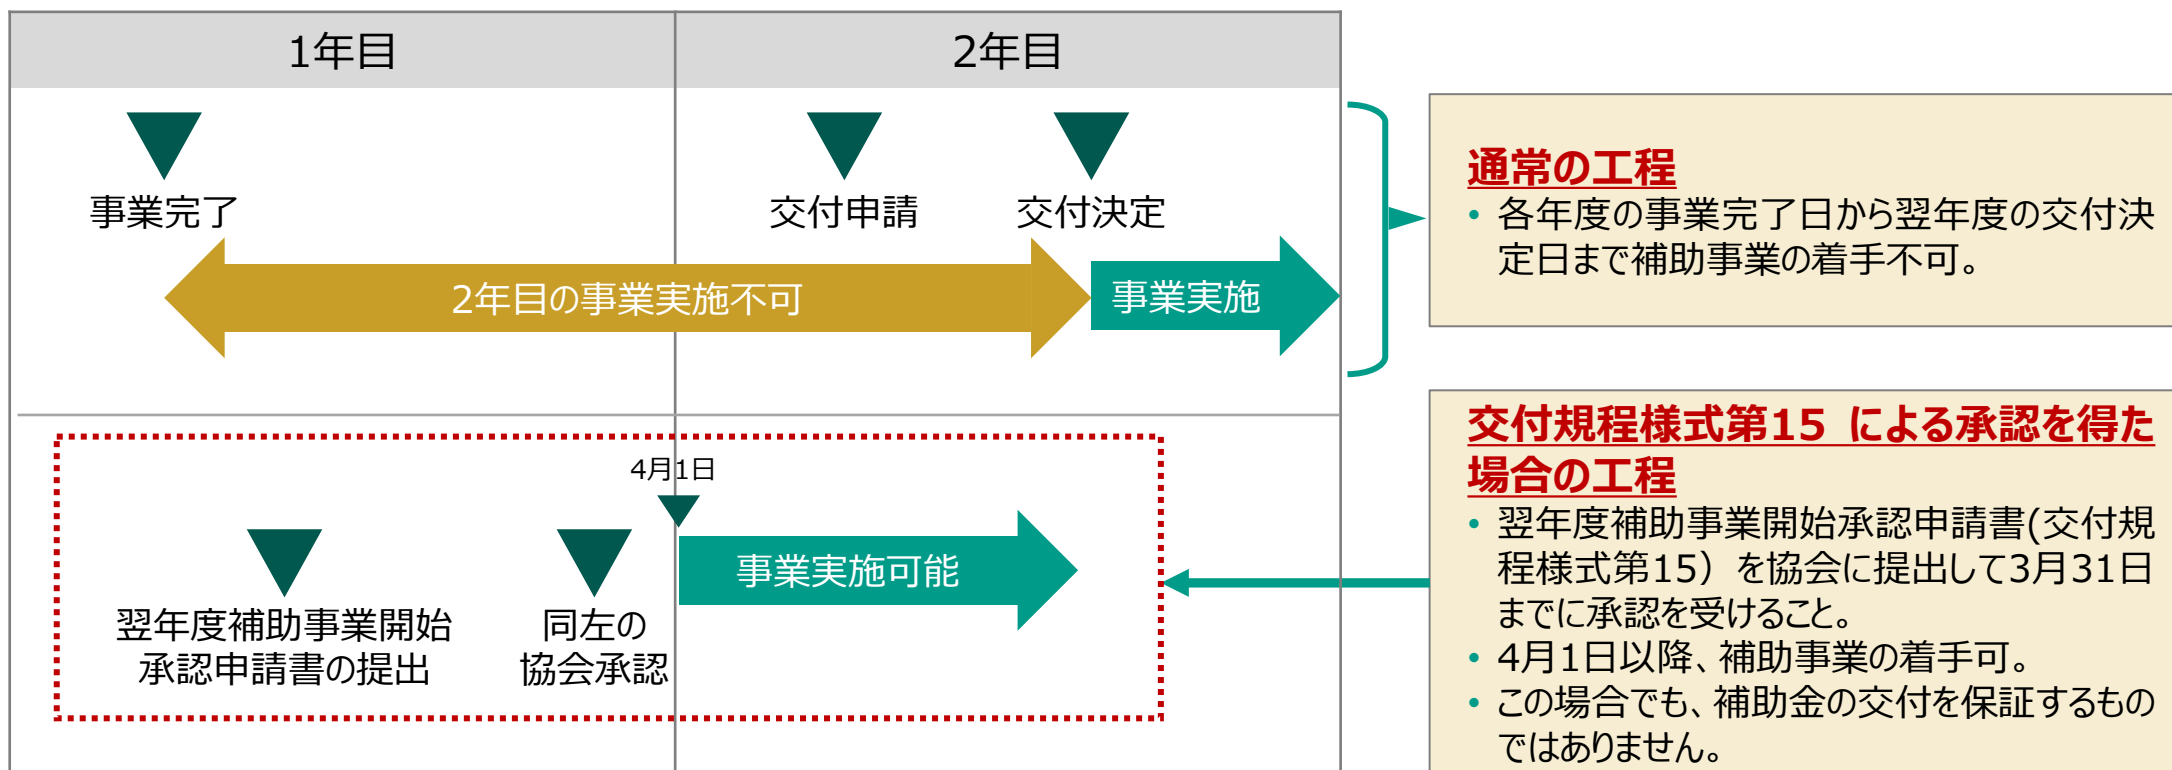 1年目
2年目
事業完了
交付申請
交付決定
2年目の事業実施不可
事業実施
通常の工程
• 各年度の事業完了日から翌年度の交付決
定日まで補助事業の着手不可。
4月1日
事業実施可能
翌年度補助事業開始
承認申請書の提出
同左の
協会承認
交付規程様式第15 による承認を得た
場合の工程
• 翌年度補助事業開始承認申請書(交付規
程様式第15）を協会に提出して3月31日
までに承認を受けること。
• 4月1日以降、補助事業の着手可。
• この場合でも、補助金の交付を保証するもの
ではありません。